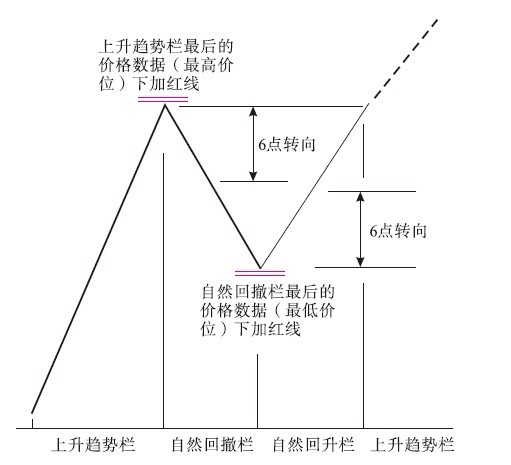 上升趋势栏最后的
价格数据（最高价
位）下加红线
6点转向
6点转向
自然回撤栏最后的
价格数据（最低价
位）下加红线
上升趋势栏 自然回撤栏 自然回升栏 上升趋势栏